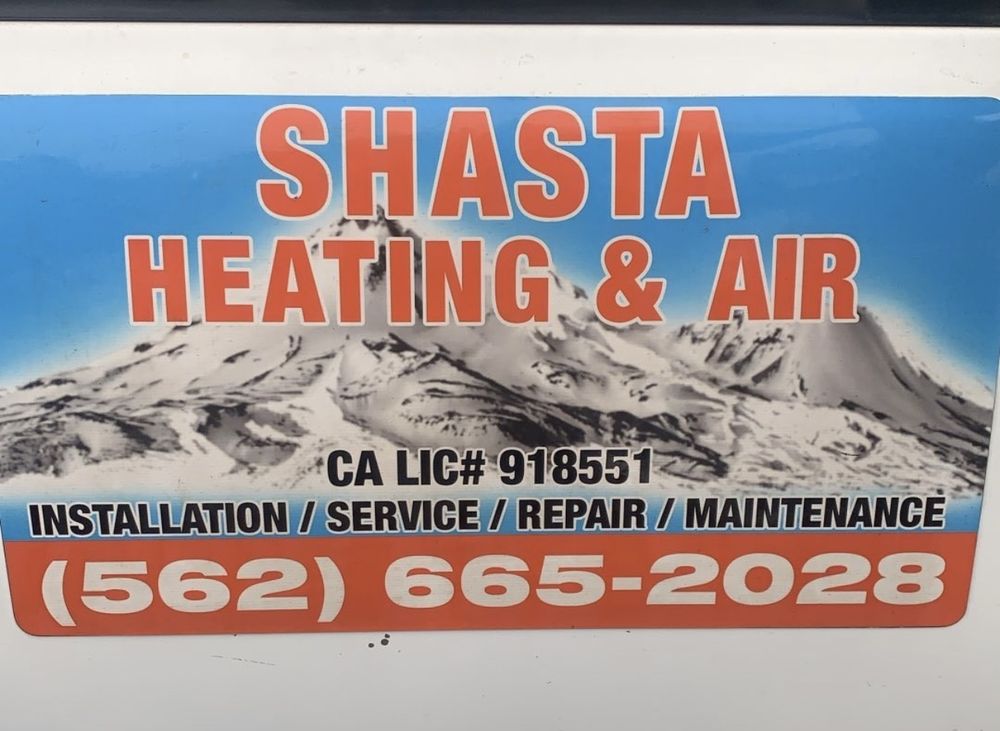 SHASTA
HEATING & AIR
CA LIC# 918551
INSTALLATION / SERVICE / REPAIR / MAINTENANCE
(562) 665-2028